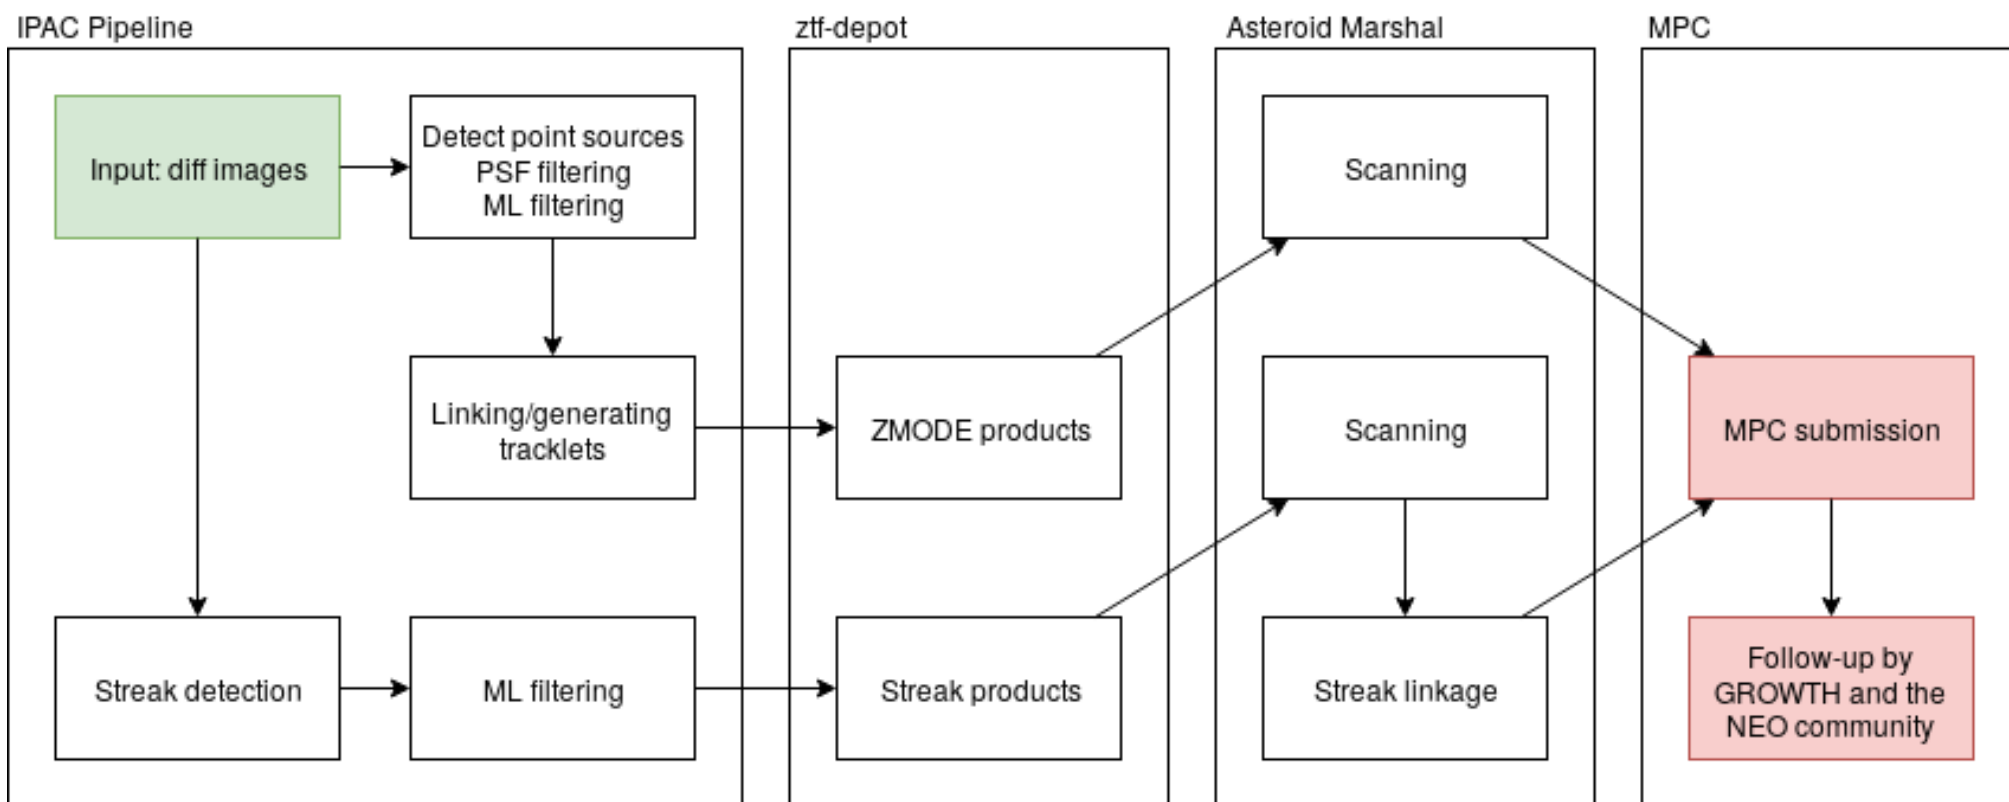 IPAC Pipeline
ztf-depot
Asteroid Marshal
MPC
Input: diff images
Detect point sources
PSF filtering
ML filtering
Scanning
Linking/generating
tracklets
ZMODE products
Scanning
MPC submission
Streak detection
ML filtering
Streak products
Streak linkage
Follow-up by
GROWTH and the
NEO community